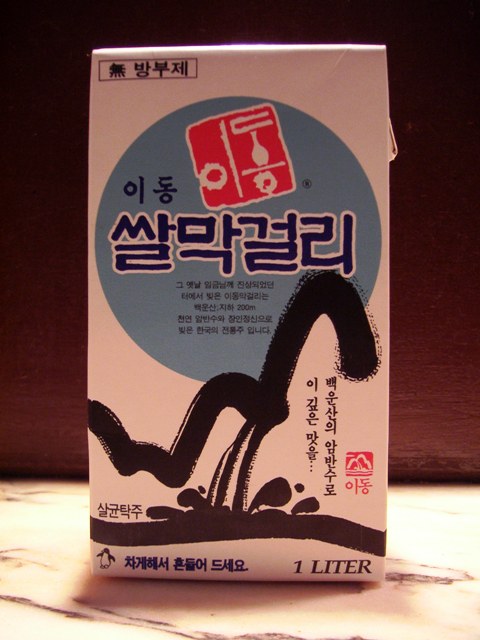 無 방부제
이동
®
이동
쌀막걸리
그 옛날 임금님께 진상되었던
터에서 빚은 이동막걸리는
백운산; 지하 200m
천연 암반수와 장인정신으로
빚은 한국의 전통주 입니다.
백운산의 암반수로
이 깊은 맛을...
이동
살균탁주
차게해서 흔들어 드세요.
1 LITER